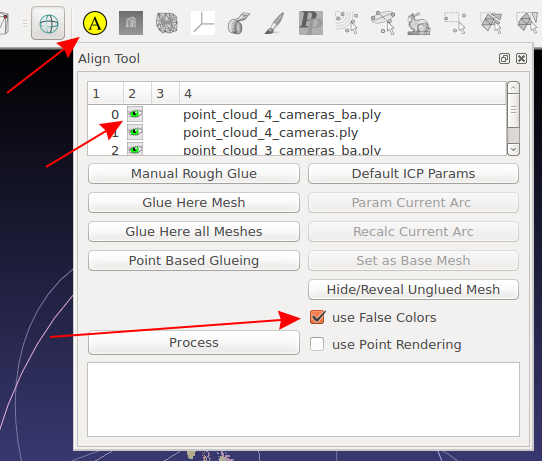 A
Align Tool
1 2 3 4
0 point_cloud_4_cameras_ba.ply
1 point_cloud_4_cameras.ply
2 point_cloud_3_cameras_ba.ply
Manual Rough Glue Default ICP Params
Glue Here Mesh Param Current Arc
Glue Here all Meshes Recalc Current Arc
Point Based Glueing Set as Base Mesh
Hide/Reveal Unglued Mesh
use False Colors
Process use Point Rendering